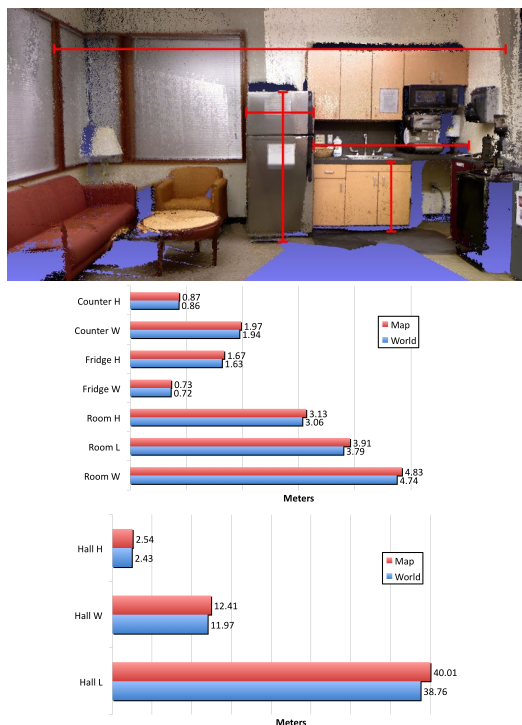 Counter H
0.87
0.86
Counter W
1.97
1.94
Fridge H
1.67
1.63
Fridge W
0.73
0.72
Room H
3.13
3.06
Room L
3.91
3.79
Room W
4.83
4.74
Map
World
Meters
Hall H
2.54
2.43
Hall W
12.41
11.97
Hall L
40.01
38.76
Map
World
Meters